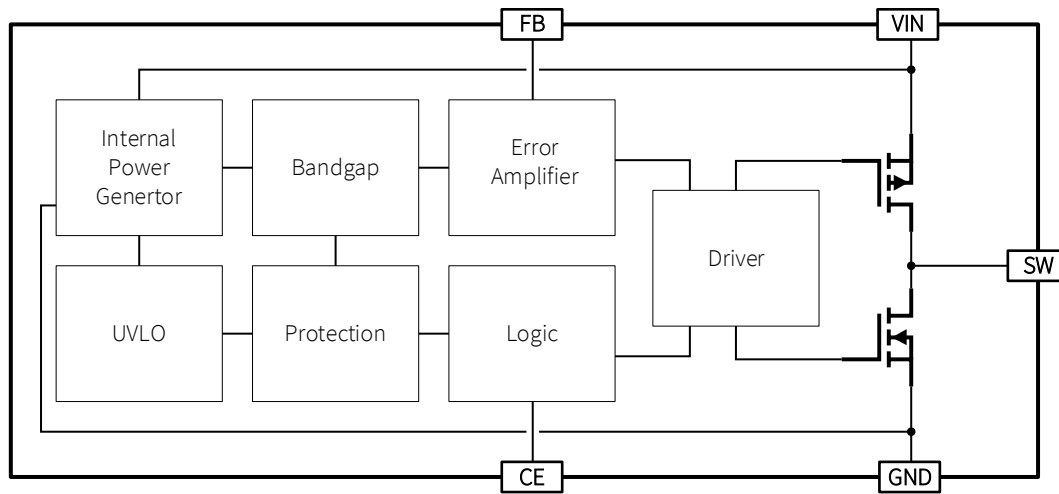 FB
VIN
Internal
Power
Genertor
Bandgap
Error
Amplifier
Driver
SW
UVLO
Protection
Logic
CE
GND